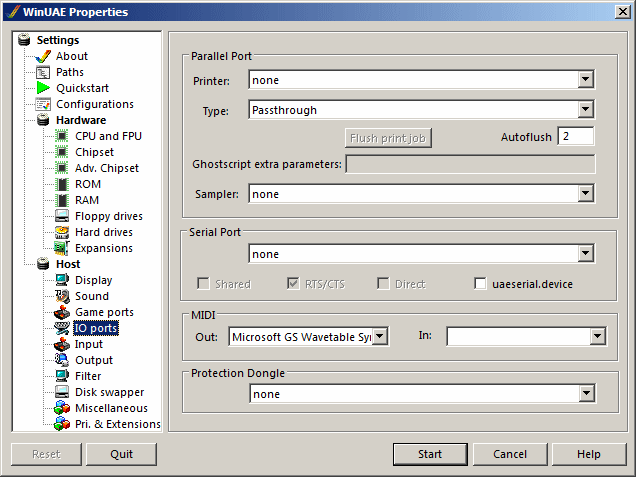 WinUAE Properties
Settings
About
Paths
Quickstart
Configurations
Hardware
CPU and FPU
Chipset
Adv. Chipset
ROM
RAM
Floppy drives
Hard drives
Expansions
Host
Display
Sound
Game ports
IO ports
Input
Output
Filter
Disk swapper
Miscellaneous
Pri. & Extensions
Parallel Port
Printer: none
Type: Passthrough
Flush print job Autoflush 2
Ghostscript extra parameters:
Sampler: none
Serial Port
none
Shared RTS/CTS Direct uaeserial.device
MIDI
Out: Microsoft GS Wavetable Syı In:
Protection Dongle
none
Reset Quit Start Cancel Help